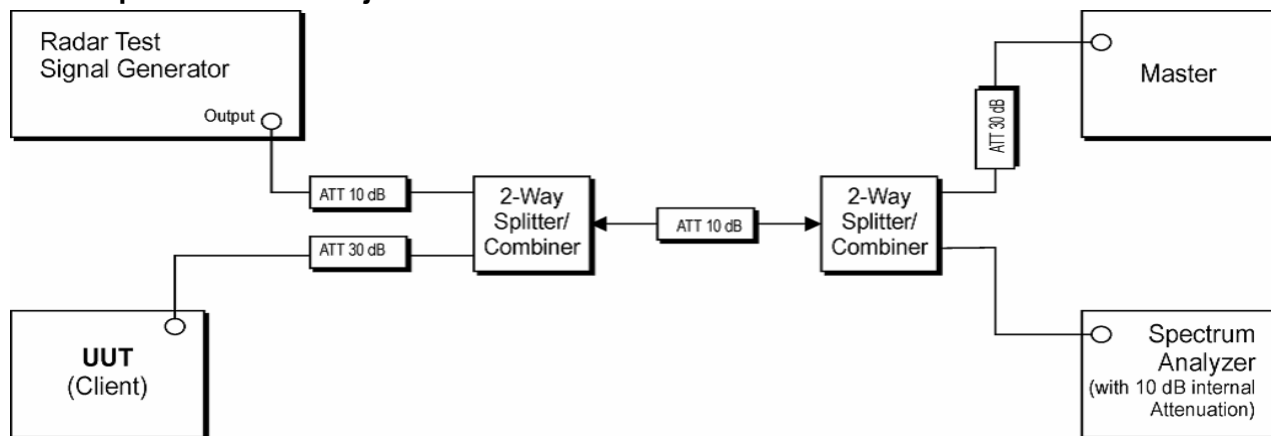 Radar Test
Signal Generator
Output
ATT 10 dB
ATT 30 dB
2-Way
Splitter/
Combiner
ATT 10 dB
2-Way
Splitter/
Combiner
ATT 30 dB
Master
UUT
(Client)
Spectrum
Analyzer
(with 10 dB internal
Attenuation)